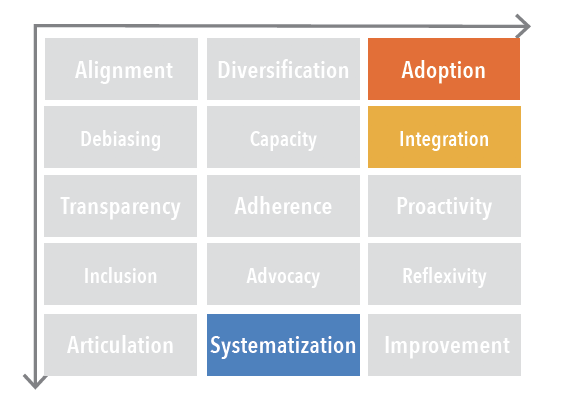 Alignment Diversification Adoption
Debiasing Capacity Integration
Transparency Adherence Proactivity
Inclusion Advocacy Reflexivity
Articulation Systematization Improvement